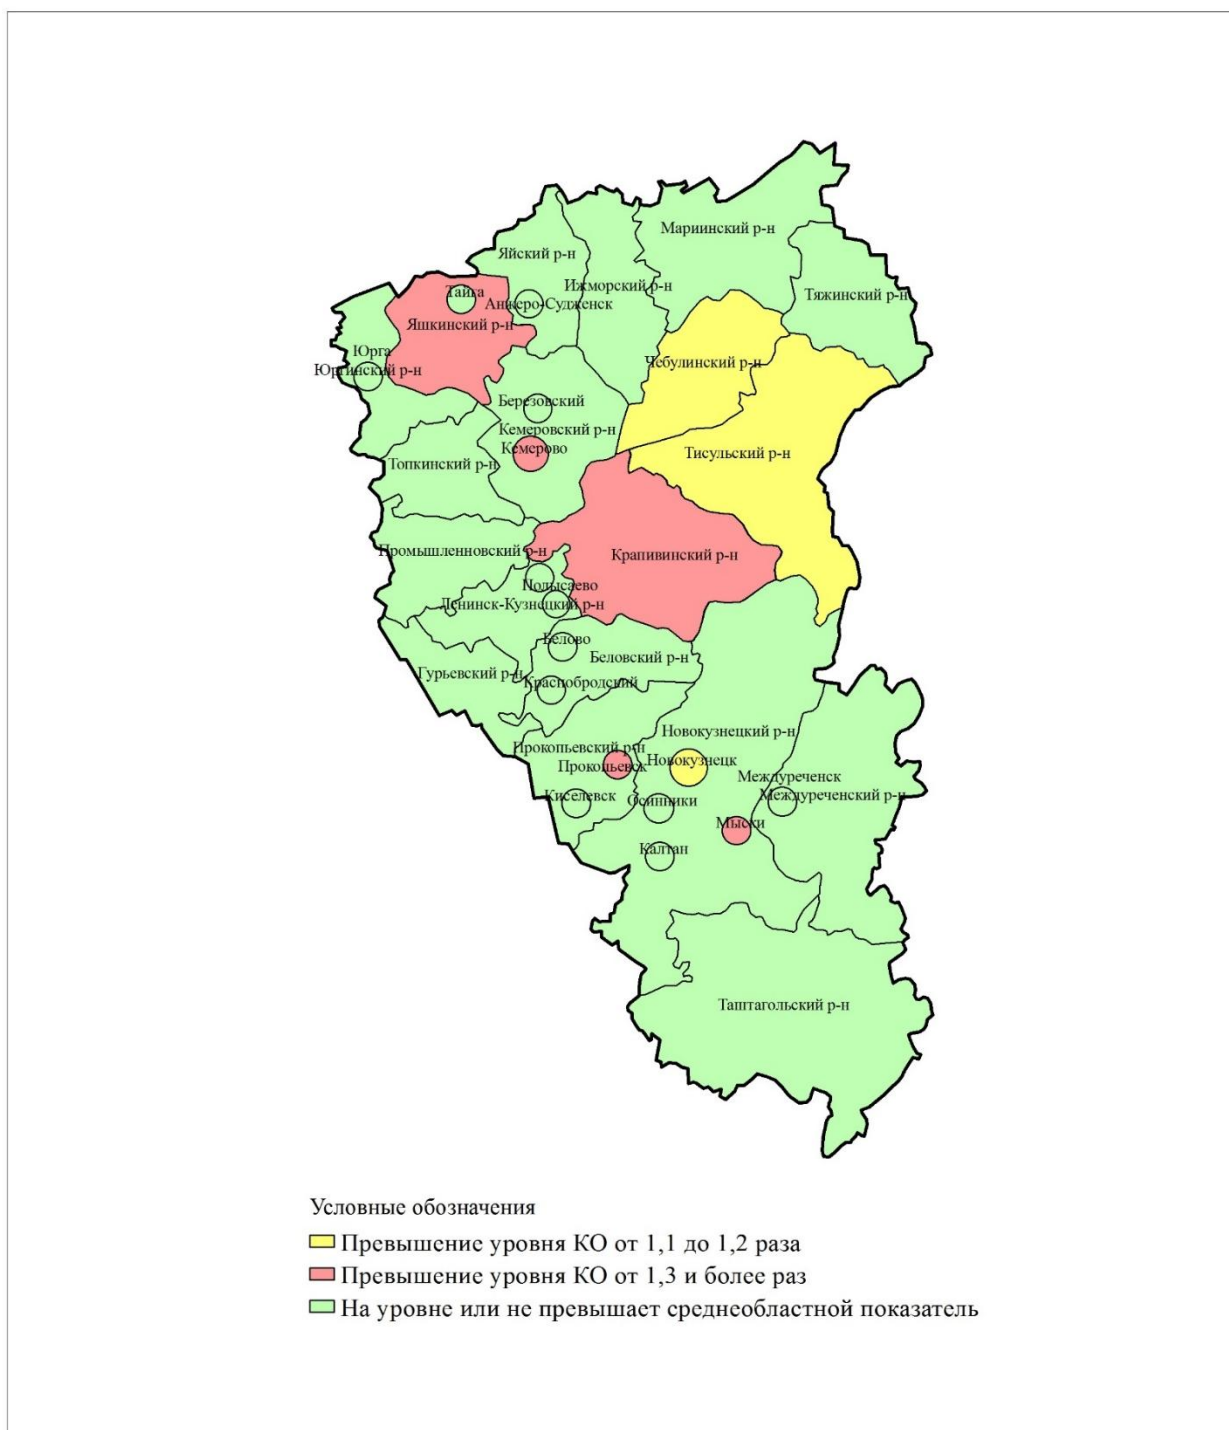 Мариинский р-н
Яйский р-н
Ижморский р-н
Тяжинский р-н
Тайга
Анжеро-Судженск
Яшкинский р-н
Юрга
Юргинский р-н
Чебулинский р-н
Березовский
Кемеровский р-н
Кемерово
Тисульский р-н
Топкинский р-н
Промышленновский р-н
Крапивинский р-н
Полысаево
Ленинск-Кузнецкий р-н
Белово
Беловский р-н
Гурьевский р-н
Краснобродский
Новокузнецкий р-н
Прокопьевский р-н
Прокопьевск
Новокузнецк
Междуреченск
Междуреченский р-н
Киселевск
Осинники
Мыски
Калтан
Таштагольский р-н
Условные обозначения
Превышение уровня КО от 1,1 до 1,2 раза
Превышение уровня КО от 1,3 и более раз
На уровне или не превышает среднеобластной показатель